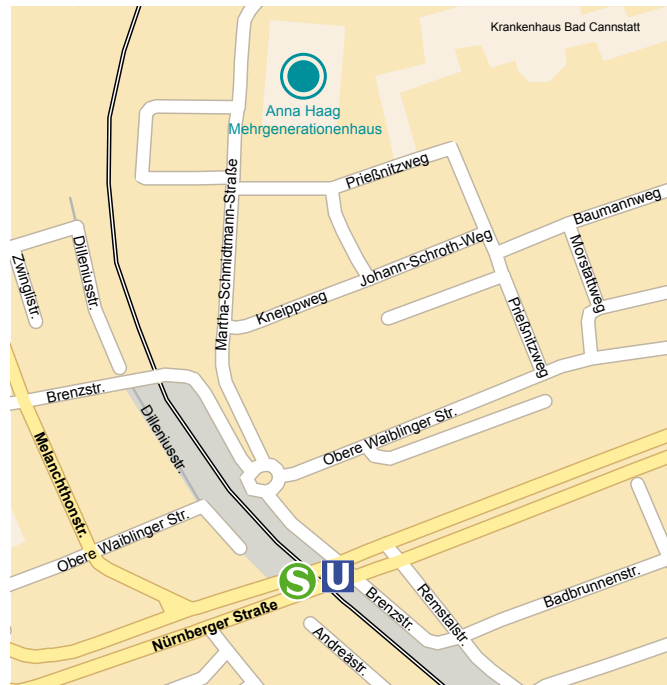 Krankenhaus Bad Cannstatt
Anna Haag
Mehrgenerationenhaus
Prießnitzweg
Martha-Schmidtmann-Straße
Baumannweg
Johann-Schroth-Weg
Morstattweg
Zwinglistr.
Dilleniusstr.
Kneippweg
Prießnitzweg
Brenzstr.
Dilleniusstr.
Obere Waiblinger Str.
Melanchthonstr.
Obere Waiblinger Str.
S
U
Brenzstr.
Remstalstr.
Badbrunnenstr.
Nürnberger Straße
Andreästr.